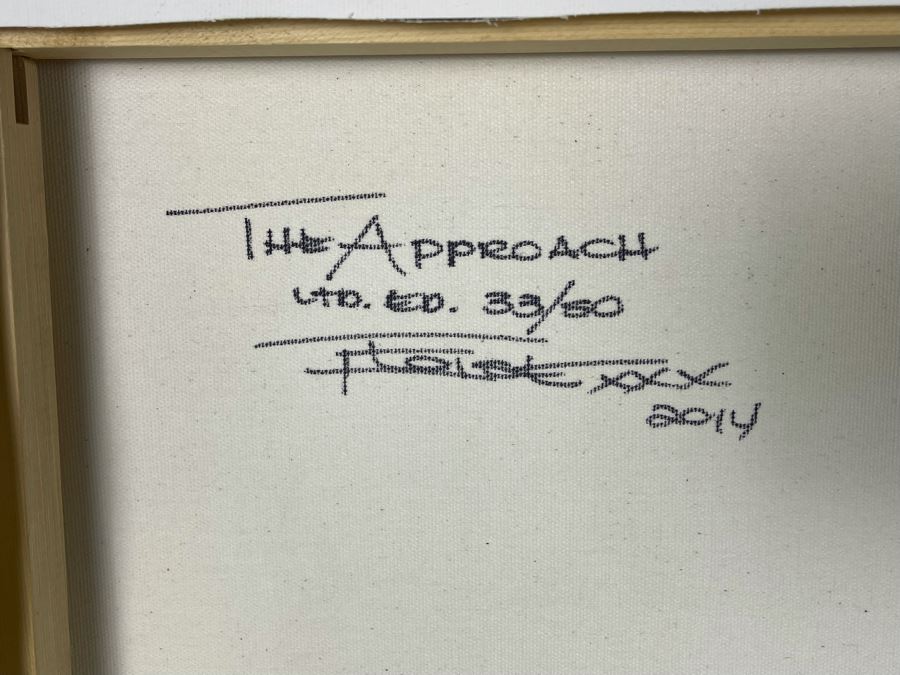 THE APPROACH
LTD. ED. 33/50
XXX
2014